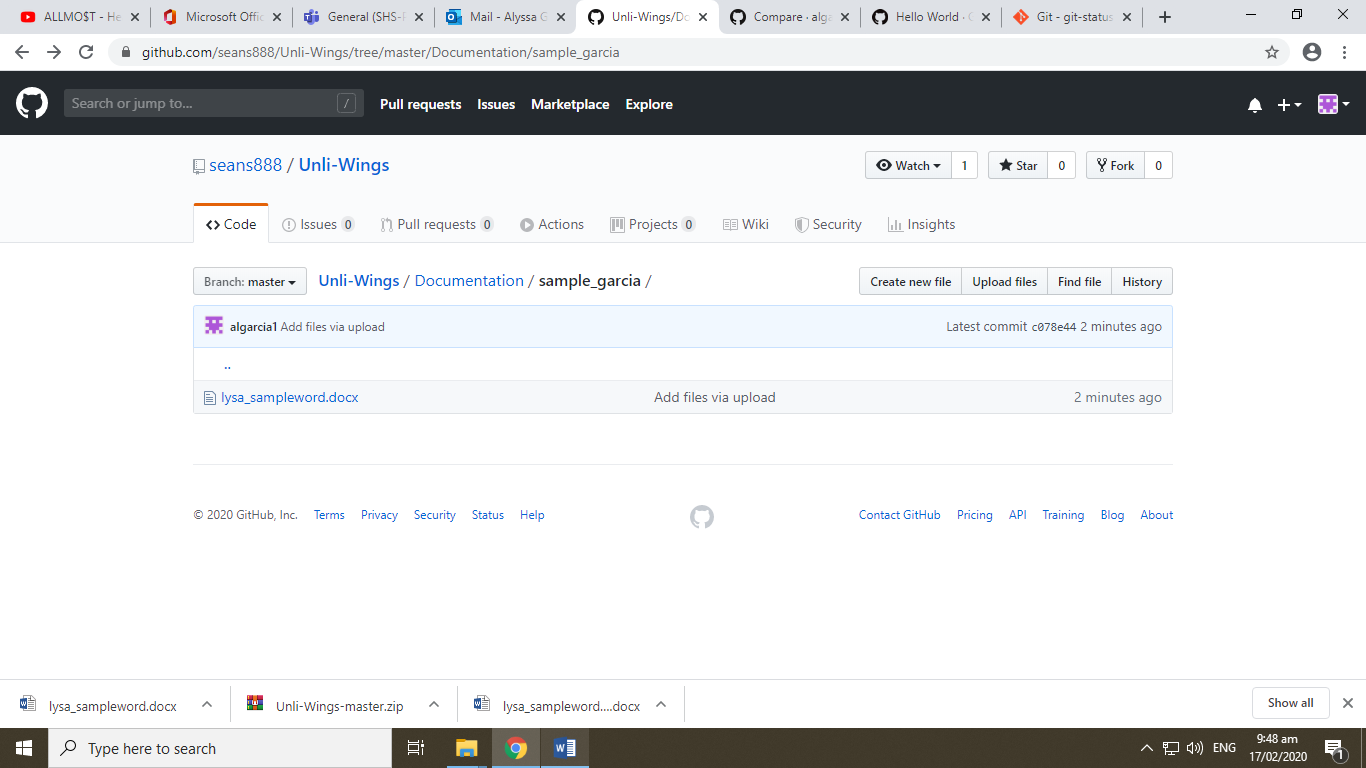 ALLMO$T - He
Microsoft Offic
General (SHS-
Mail - Alyssa G
Unli-Wings/Do
Compare · alga
Hello World ·
Git - git-status
github.com/seans888/Unli-Wings/tree/master/Documentation/sample_garcia
Search or jump to... /
Pull requests Issues Marketplace Explore
seans888 / Unli-Wings
Watch 1 Star 0 Fork 0
Code Issues 0 Pull requests 0 Actions Projects 0 Wiki Security Insights
Branch: master Unli-Wings / Documentation / sample_garcia / Create new file Upload files Find file History
algarcia1 Add files via upload Latest commit c078e44 2 minutes ago
..
lysa_sampleword.docx Add files via upload 2 minutes ago
© 2020 GitHub, Inc. Terms Privacy Security Status Help Contact GitHub Pricing API Training Blog About
lysa_sampleword.docx Unli-Wings-master.zip lysa_sampleword....docx Show all
Type here to search
ENG
9:48 am
17/02/2020
1